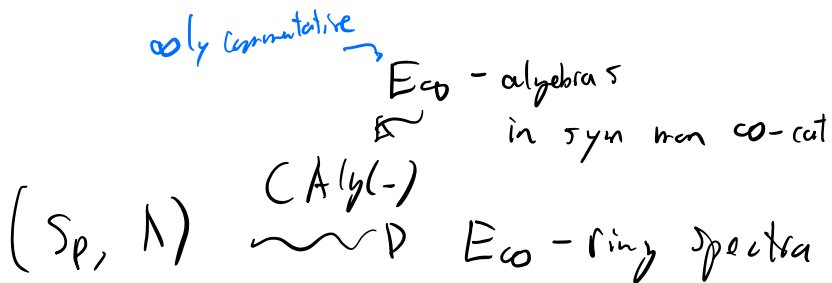 ∞ly commutative
E∞ - algebras
in sym mon ∞-cat
CAlg(-)
(Sp, ∧) ⇝ E∞ - ring spectra